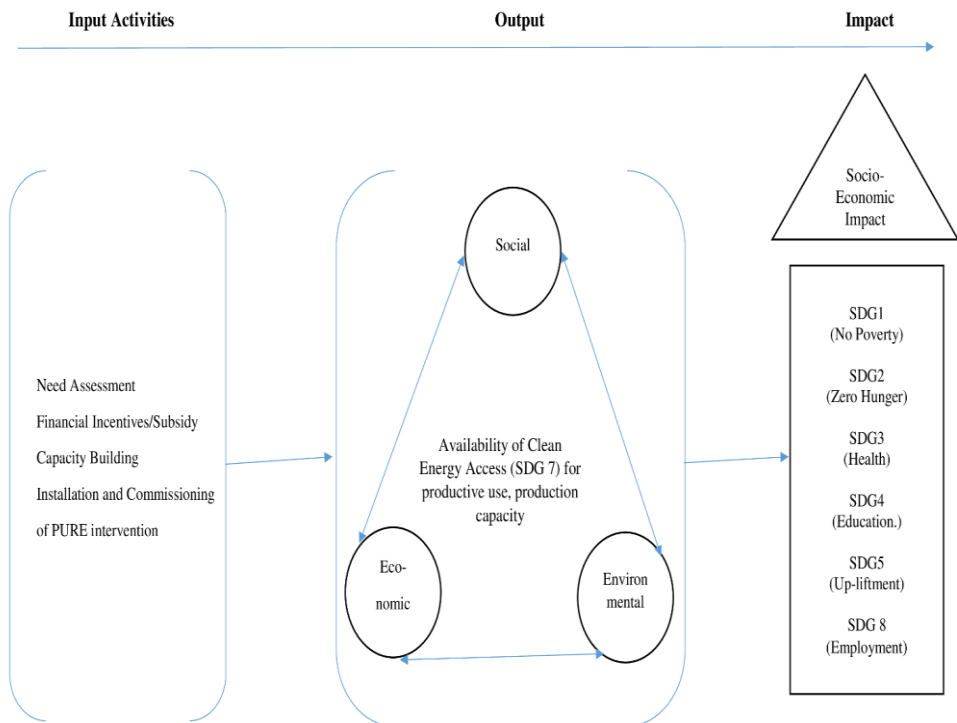 Input Activities
Output
Impact
Need Assessment
Financial Incentives/Subsidy
Capacity Building
Installation and Commissioning
of PURE intervention
Social
Availability of Clean
Energy Access (SDG 7) for
productive use, production
capacity
Eco-
nomic
Environ
mental
Socio-
Economic
Impact
SDG1
(No Poverty)
SDG2
(Zero Hunger)
SDG3
(Health)
SDG4
(Education.)
SDG5
(Up-liftment)
SDG 8
(Employment)